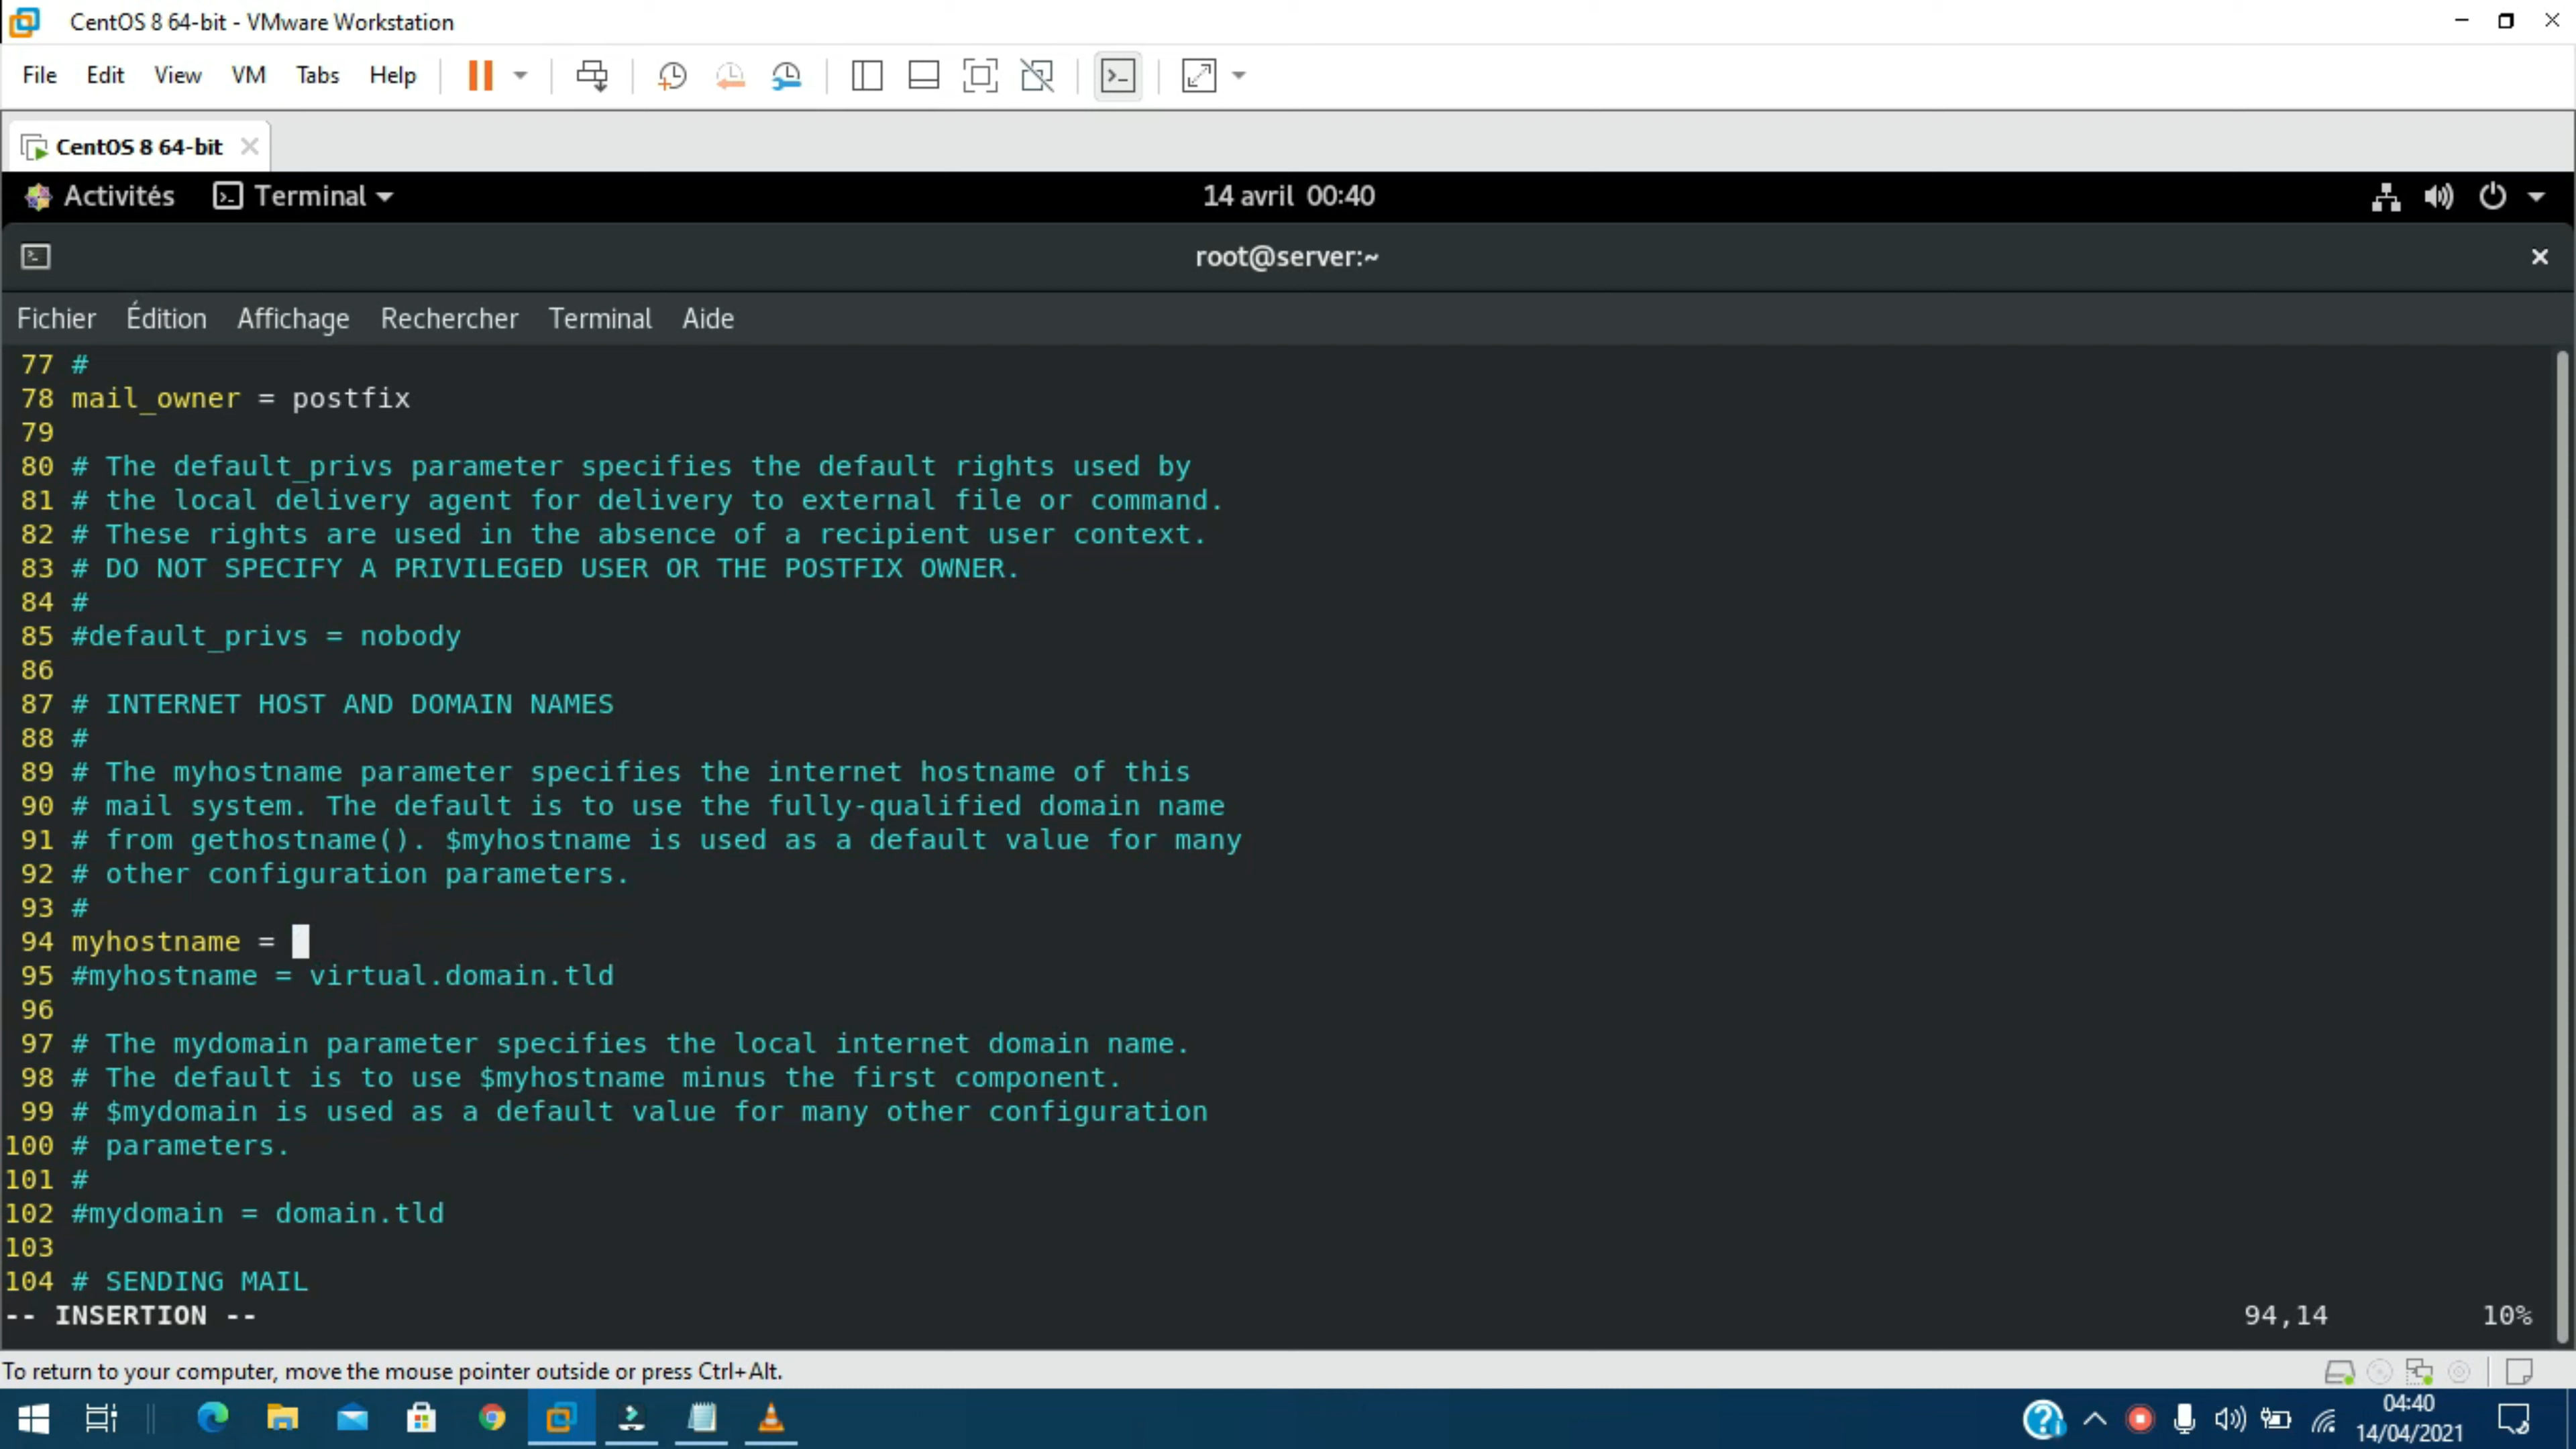 CentOS 8 64-bit - VMware Workstation
File Edit View VM Tabs Help
CentOS 8 64-bit
Activités Terminal 14 avril 00:40
root@server:~
Fichier Édition Affichage Rechercher Terminal Aide
77 #
78 mail_owner = postfix
79
80 # The default_privs parameter specifies the default rights used by
81 # the local delivery agent for delivery to external file or command.
82 # These rights are used in the absence of a recipient user context.
83 # DO NOT SPECIFY A PRIVILEGED USER OR THE POSTFIX OWNER.
84 #
85 #default_privs = nobody
86
87 # INTERNET HOST AND DOMAIN NAMES
88 #
89 # The myhostname parameter specifies the internet hostname of this
90 # mail system. The default is to use the fully-qualified domain name
91 # from gethostname(). $myhostname is used as a default value for many
92 # other configuration parameters.
93 #
94 myhostname =
95 #myhostname = virtual.domain.tld
96
97 # The mydomain parameter specifies the local internet domain name.
98 # The default is to use $myhostname minus the first component.
99 # $mydomain is used as a default value for many other configuration
100 # parameters.
101 #
102 #mydomain = domain.tld
103
104 # SENDING MAIL
-- INSERTION -- 94,14 10%
To return to your computer, move the mouse pointer outside or press Ctrl+Alt.
04:40
14/04/2021